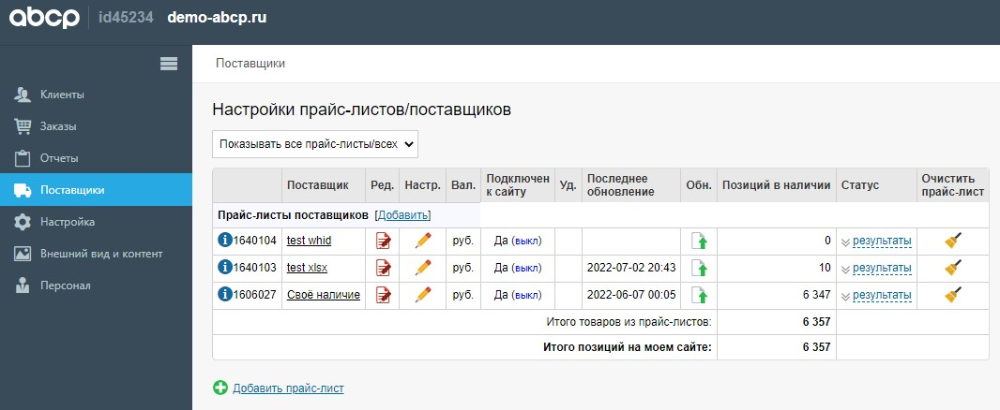 abcp id45234 demo-abcp.ru
Поставщики
Клиенты
Заказы
Отчеты
Поставщики
Настройка
Внешний вид и контент
Персонал
Настройки прайс-листов/поставщиков
Показывать все прайс-листы/всех
Поставщик Ред. Настр. Вал. Подключен к сайту Уд. Последнее обновление Обн. Позиций в наличии Статус Очистить прайс-лист
Прайс-листы поставщиков [Добавить]
1640104 test whid руб. Да (выкл) 0 результаты
1640103 test xlsx руб. Да (выкл) 2022-07-02 20:43 10 результаты
1606027 Своё наличие руб. Да (выкл) 2022-06-07 00:05 6 347 результаты
Итого товаров из прайс-листов: 6 357
Итого позиций на моем сайте: 6 357
Добавить прайс-лист